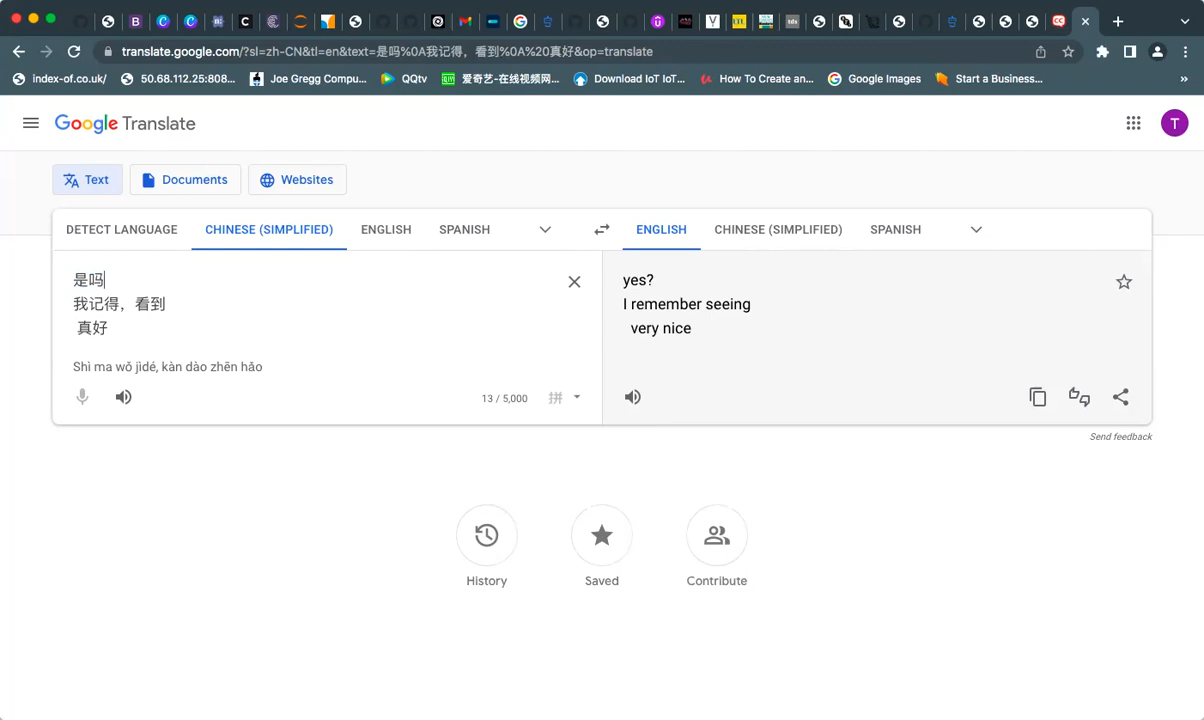 translate.google.com/?sl=zh-CN&tl=en&text=是吗%0A我记得，看到%0A%20真好&op=translate
index-of.co.uk/ 50.68.112.25:808... Joe Gregg Compu... QQtv 爱奇艺-在线视频网... Download IoT IoT... How To Create an... Google Images Start a Business... »
Google Translate
T
Text Documents Websites
DETECT LANGUAGE CHINESE (SIMPLIFIED) ENGLISH SPANISH ENGLISH CHINESE (SIMPLIFIED) SPANISH
是吗 yes?
我记得，看到 I remember seeing
真好 very nice
Shì ma wǒ jìdé, kàn dào zhēn hǎo
13 / 5,000 拼
Send feedback
History Saved Contribute